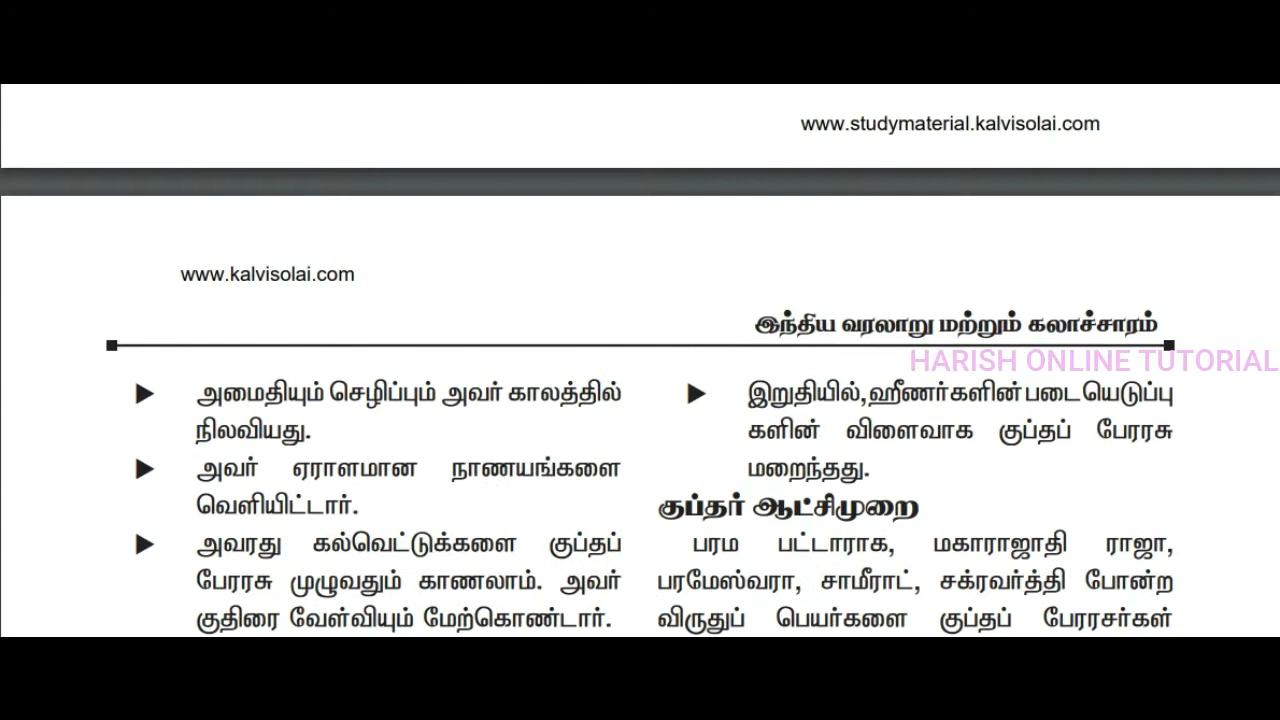 www.studymaterial.kalvisolai.com
www.kalvisolai.com
இந்திய வரலாறு மற்றும் கலாச்சாரம்
HARISH ONLINE TUTORIAL
அமைதியும் செழிப்பும் அவர் காலத்தில்
நிலவியது.
அவர் ஏராளமான நாணயங்களை
வெளியிட்டார்.
அவரது கல்வெட்டுக்களை குப்தப்
பேரரசு முழுவதும் காணலாம். அவர்
குதிரை வேள்வியும் மேற்கொண்டார்.
இறுதியில், ஹீணர்களின் படையெடுப்பு
களின் விளைவாக குப்தப் பேரரசு
மறைந்தது.
குப்தர் ஆட்சிமுறை
பரம பட்டாராக, மகாராஜாதி ராஜா,
பரமேஸ்வரா, சாமீராட், சக்ரவர்த்தி போன்ற
விருதுப் பெயர்களை குப்தப் பேரரசர்கள்